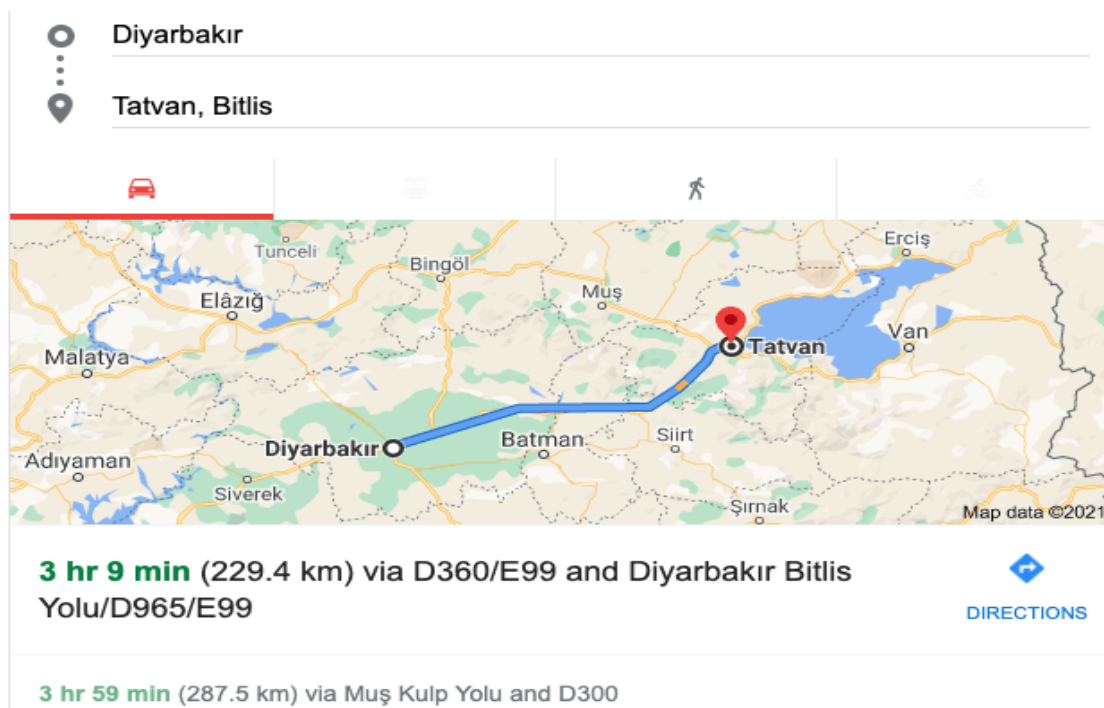 Diyarbakır
Tatvan, Bitlis
Tunceli
Erciş
Bingöl
Muş
Elâzığ
Van
Tatvan
Malatya
Siirt
Batman
Diyarbakır
Adıyaman
Siverek
Şırnak
Map data ©2021
3 hr 9 min (229.4 km) via D360/E99 and Diyarbakır Bitlis
Yolu/D965/E99
DIRECTIONS
3 hr 59 min (287.5 km) via Muş Kulp Yolu and D300